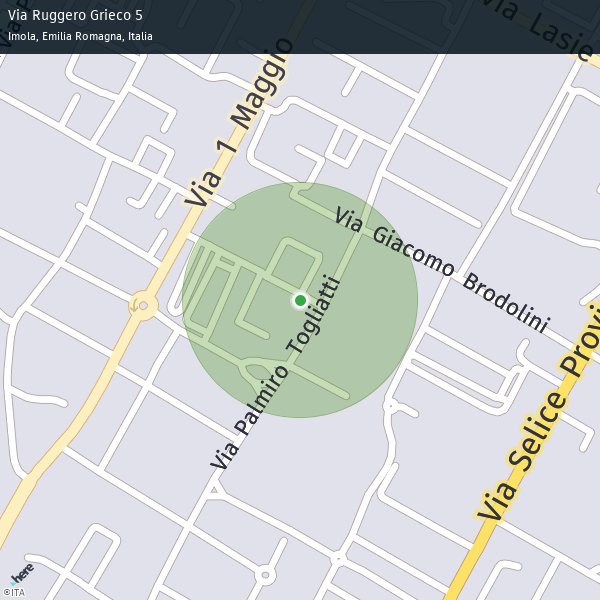 Via Ruggero Grieco 5
Imola, Emilia Romagna, Italia
Via Lasie
Via 1 Maggio
Via Giacomo Brodolini
Via Palmiro Togliatti
Via Selice Provi
here
©ITA